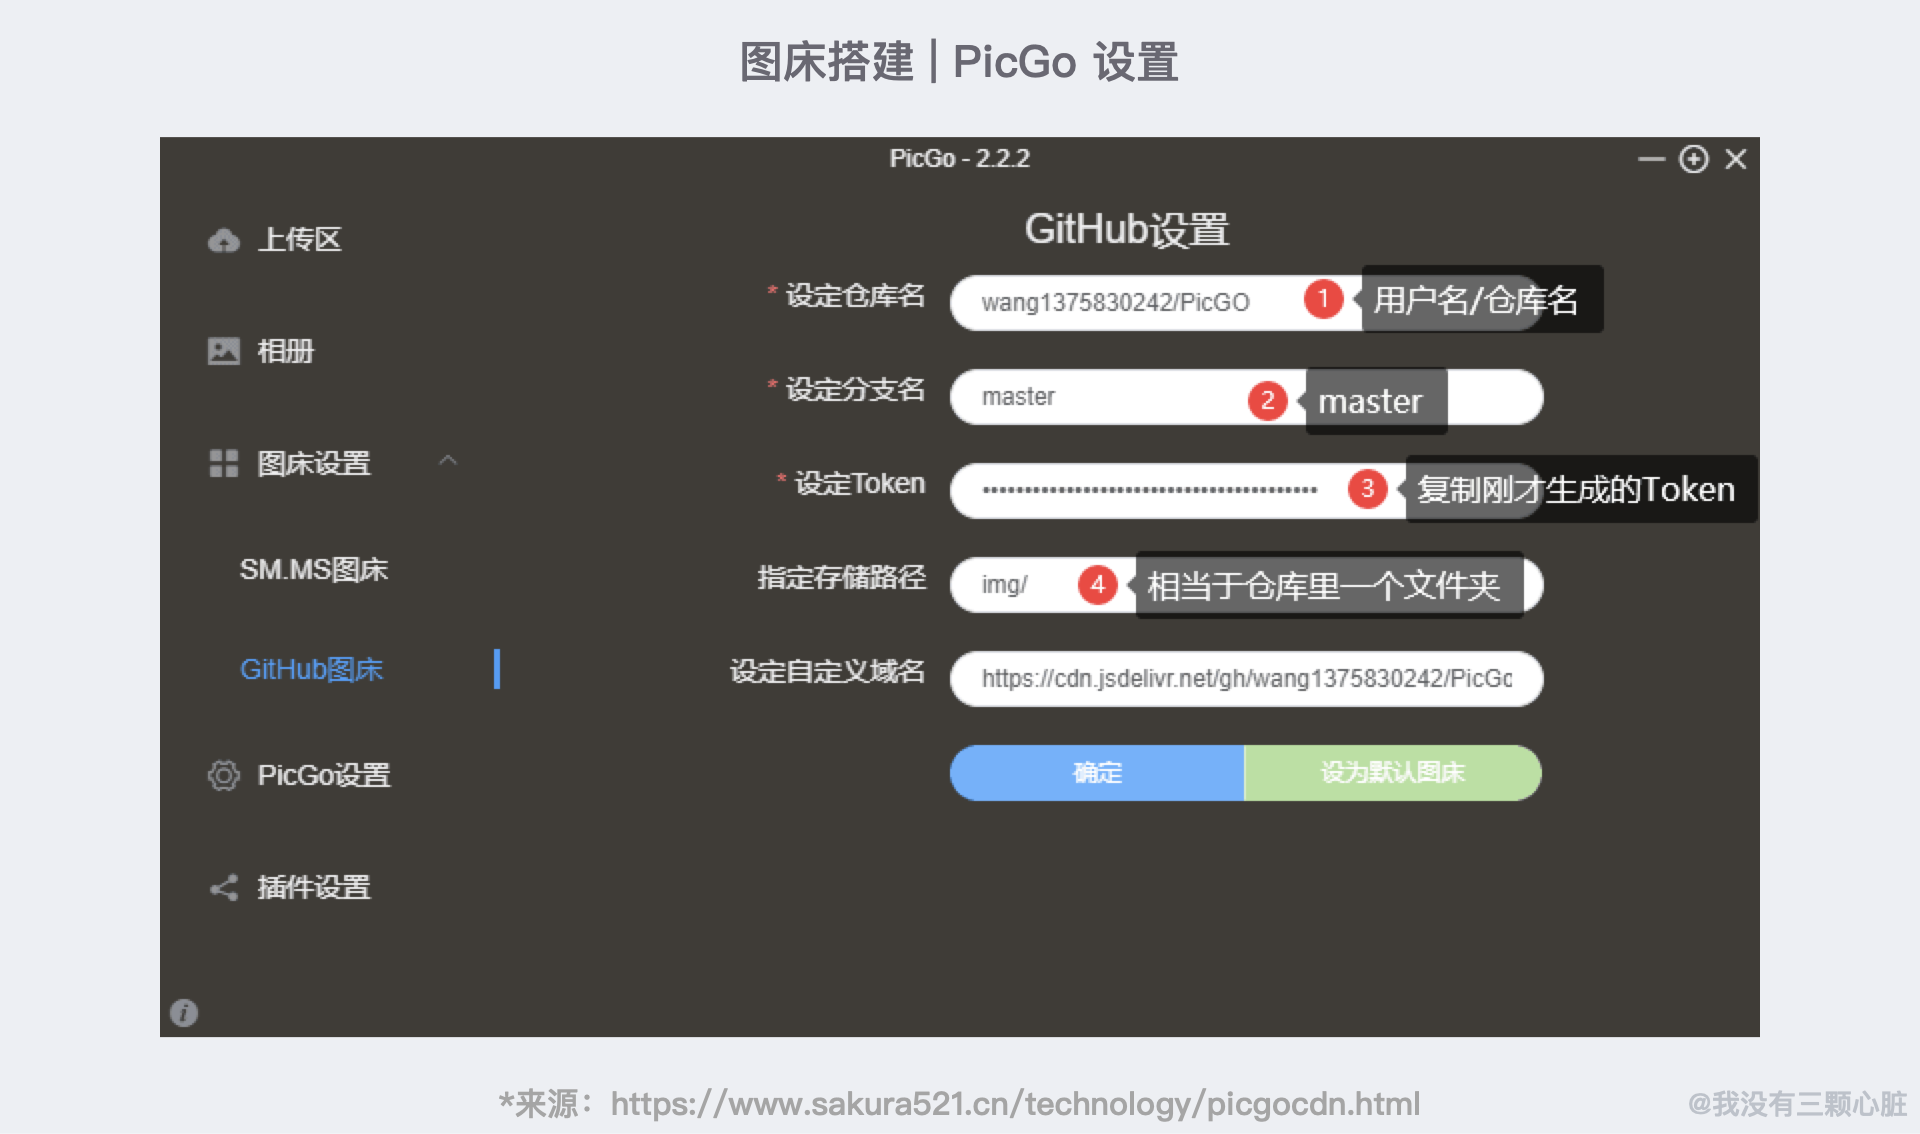 图床搭建 | PicGo 设置
PicGo - 2.2.2
上传区
相册
图床设置
SM.MS图床
GitHub图床
PicGo设置
插件设置
GitHub设置
* 设定仓库名 wang1375830242/PicGO 1 用户名/仓库名
* 设定分支名 master 2 master
* 设定Token ••••••••••••••••••••••••••••••••••••••••  3 复制刚才生成的Token
指定存储路径 img/ 4 相当于仓库里一个文件夹
设定自定义域名 https://cdn.jsdelivr.net/gh/wang1375830242/PicGo
确定 设为默认图床
*来源：https://www.sakura521.cn/technology/picgocdn.html
@我没有三颗心脏